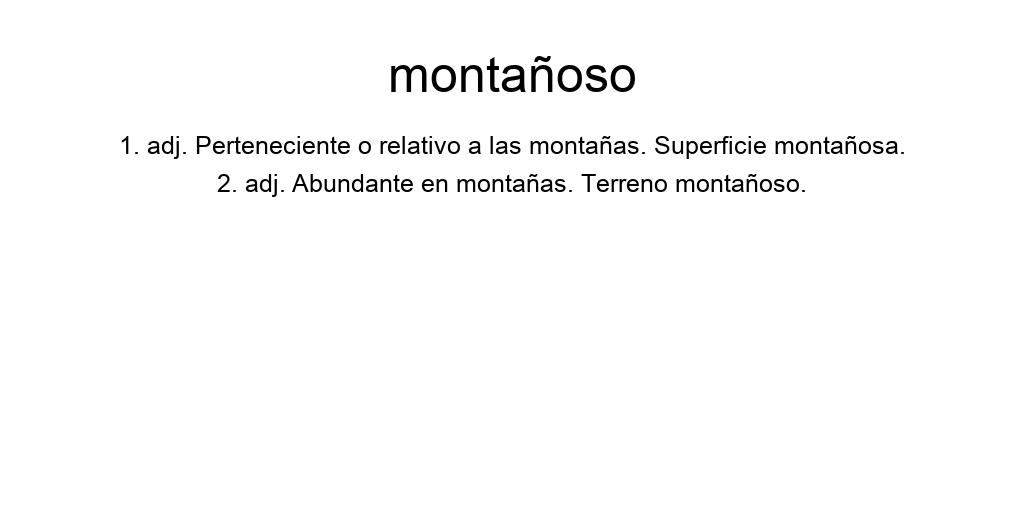 montañoso
1. adj. Perteneciente o relativo a las montañas. Superficie montañosa.
2. adj. Abundante en montañas. Terreno montañoso.